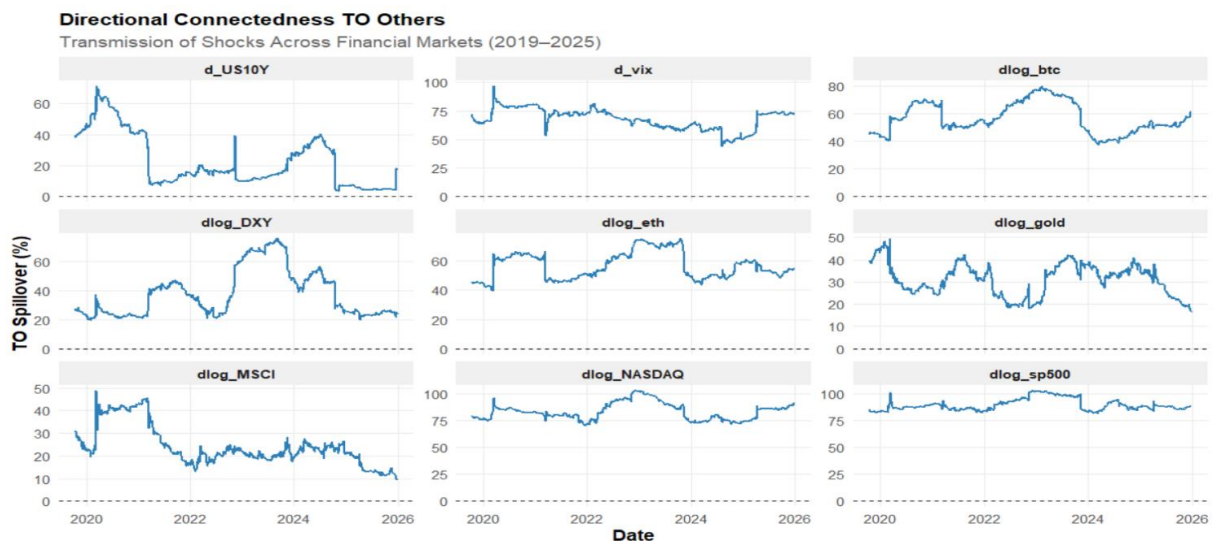 Directional Connectedness TO Others
Transmission of Shocks Across Financial Markets (2019–2025)
d_US10Y
d_vix
dlog_btc
60
40
20
0
100
75
50
25
0
80
60
40
20
0
dlog_DXY
dlog_eth
dlog_gold
TO Spillover (%)
60
40
20
0
60
40
20
0
50
40
30
20
10
0
dlog_MSCI
dlog_NASDAQ
dlog_sp500
50
40
30
20
10
0
100
75
50
25
0
100
75
50
25
0
2020 2022 2024 2026
2020 2022 2024 2026
2020 2022 2024 2026
Date